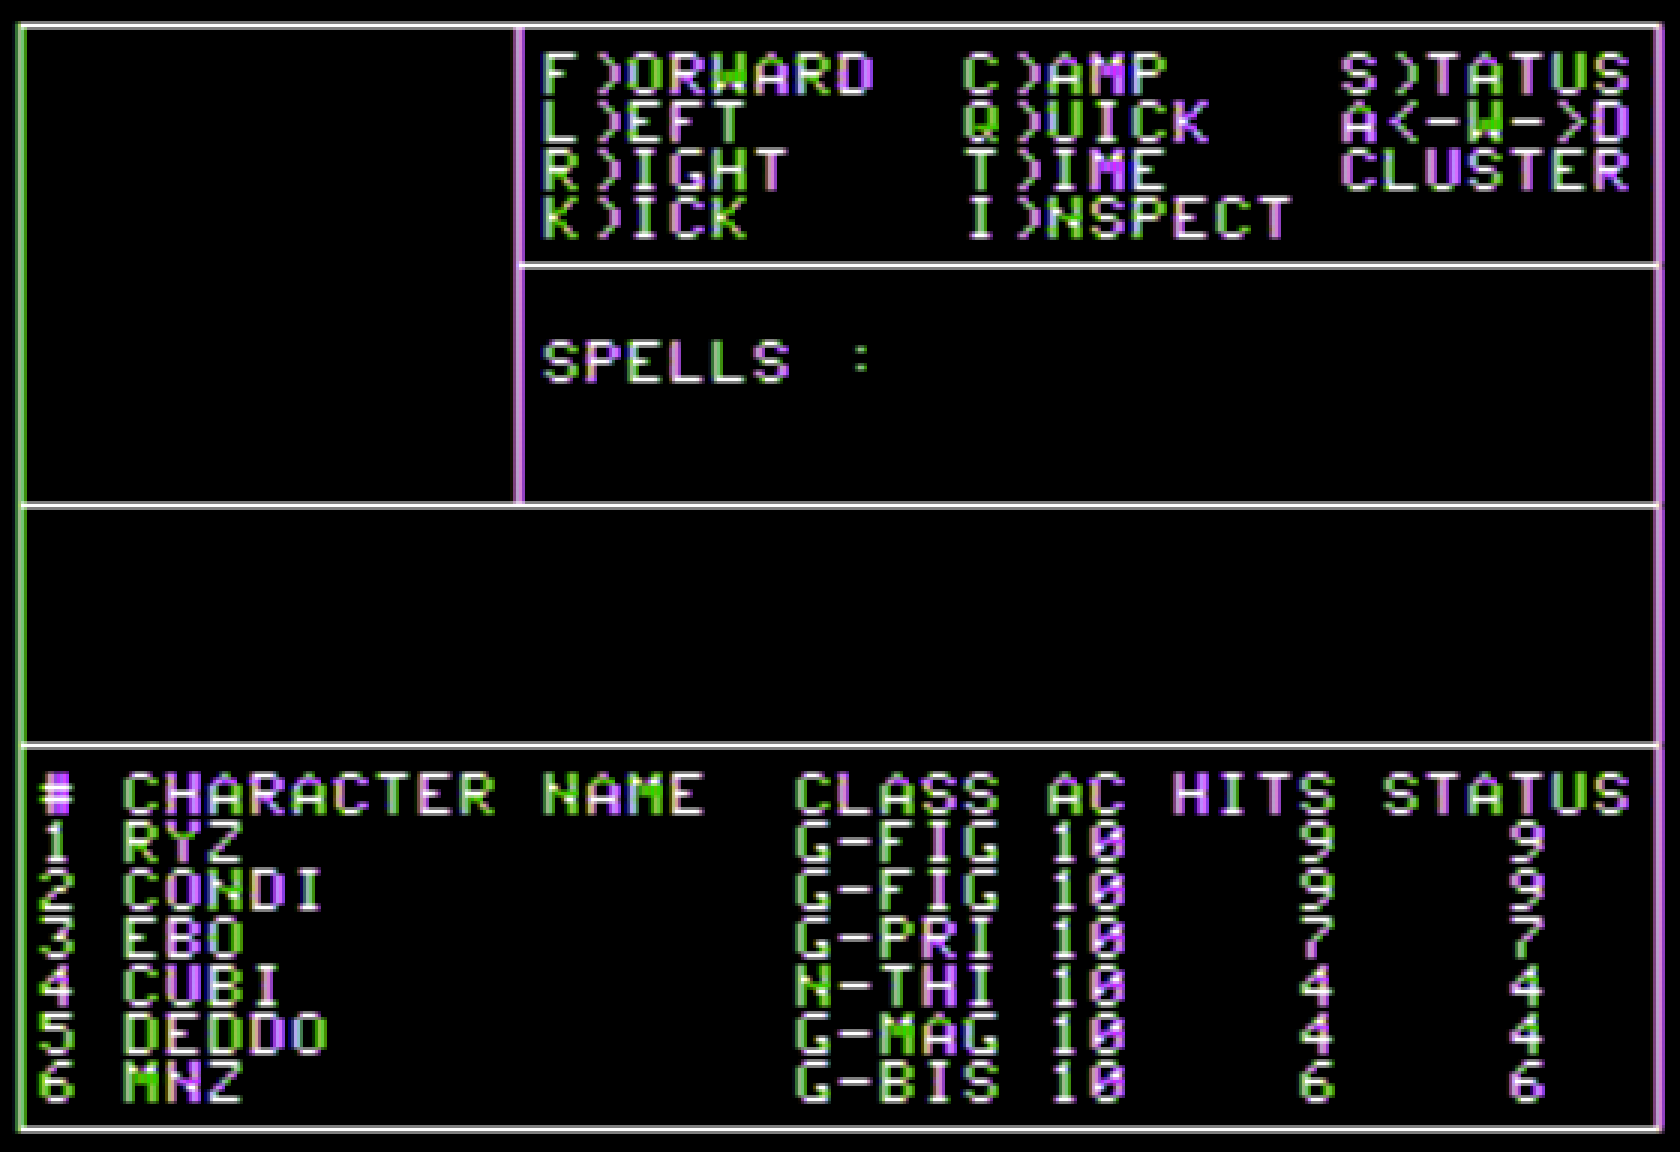 F)ORWARD C)AMP S)TATUS
L)EFT Q)UICK A<-W->D
R)IGHT T)IME CLUSTER
K)ICK I)NSPECT
SPELLS :
# CHARACTER NAME CLASS AC HITS STATUS
1 RYZ G-FIG 10 9 9
2 CONDI G-FIG 10 9 9
3 EBO G-PRI 10 7 7
4 CUBI N-THI 10 4 4
5 DEDDO G-MAG 10 4 4
6 MNZ G-BIS 10 6 6